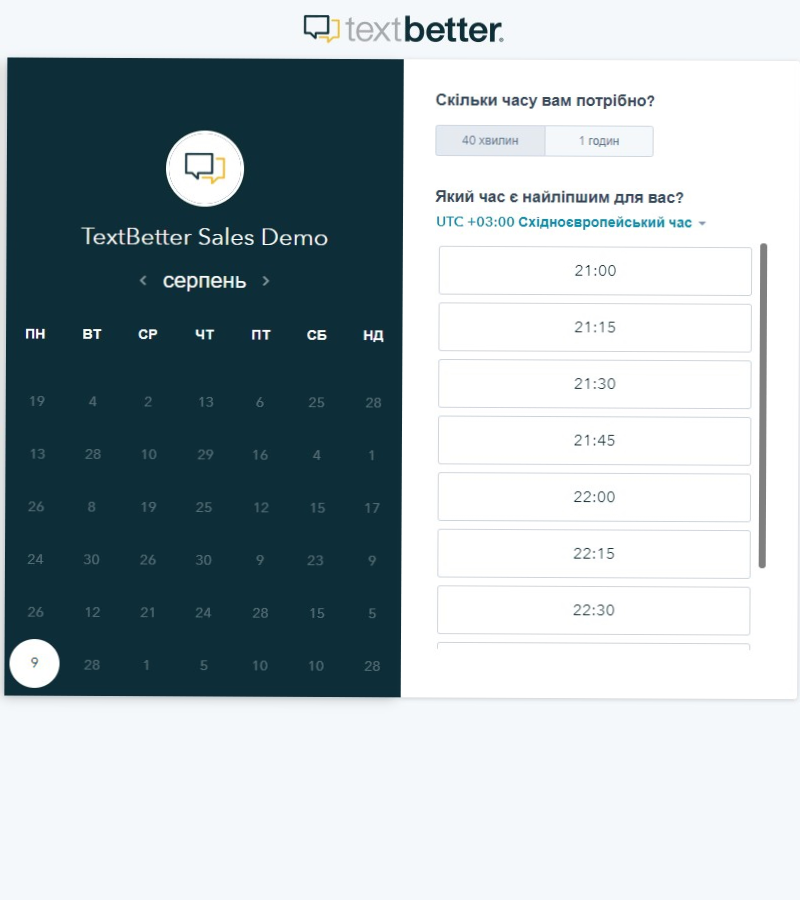 textbetter.
TextBetter Sales Demo
серпень
ПН ВТ СР ЧТ ПТ СБ НД
19 4 2 13 6 25 28
13 28 10 29 16 4 1
26 8 19 25 12 15 17
24 30 26 30 9 23 9
26 12 21 24 28 15 5
9 28 1 5 10 10 28
Скільки часу вам потрібно?
40 хвилин 1 годин
Який час є найліпшим для вас?
UTC +03:00 Східноєвропейський час
21:00
21:15
21:30
21:45
22:00
22:15
22:30